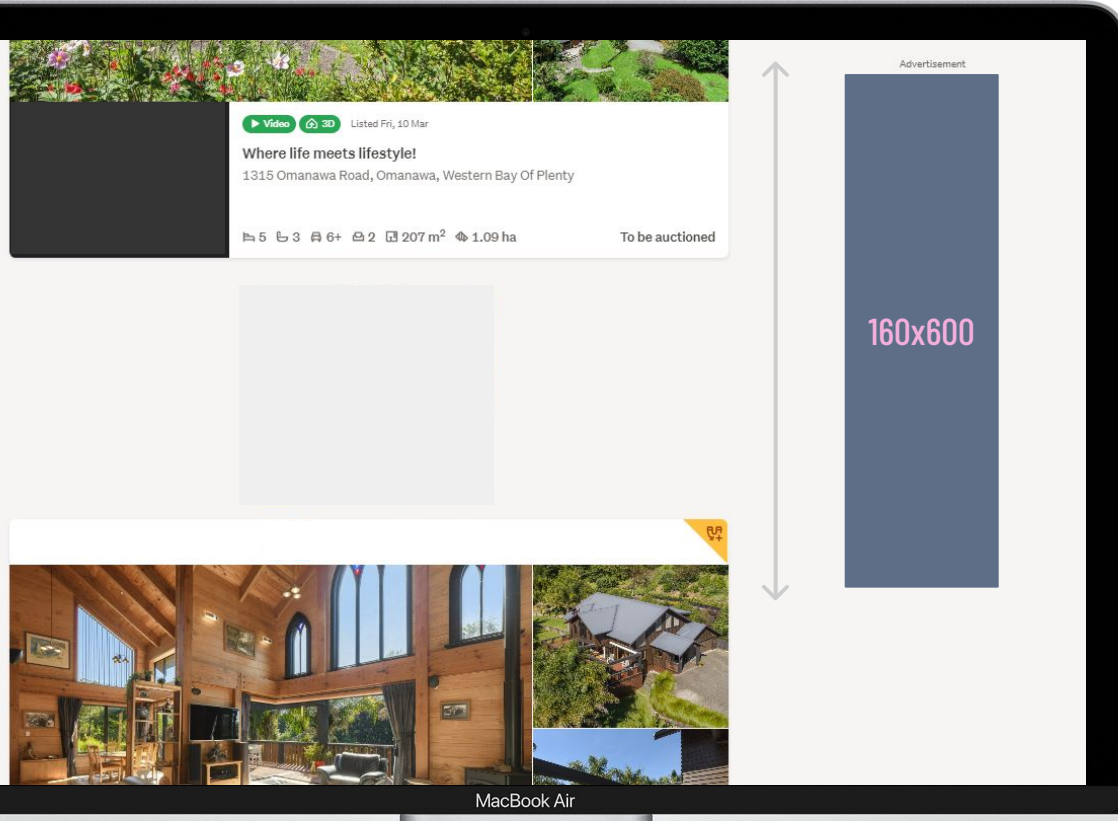 Advertisement
Video 3D Listed Fri, 10 Mar
Where life meets lifestyle!
1315 Omanawa Road, Omanawa, Western Bay Of Plenty
5 3 6+ 2 207 m² 1.09 ha To be auctioned
160x600
MacBook Air